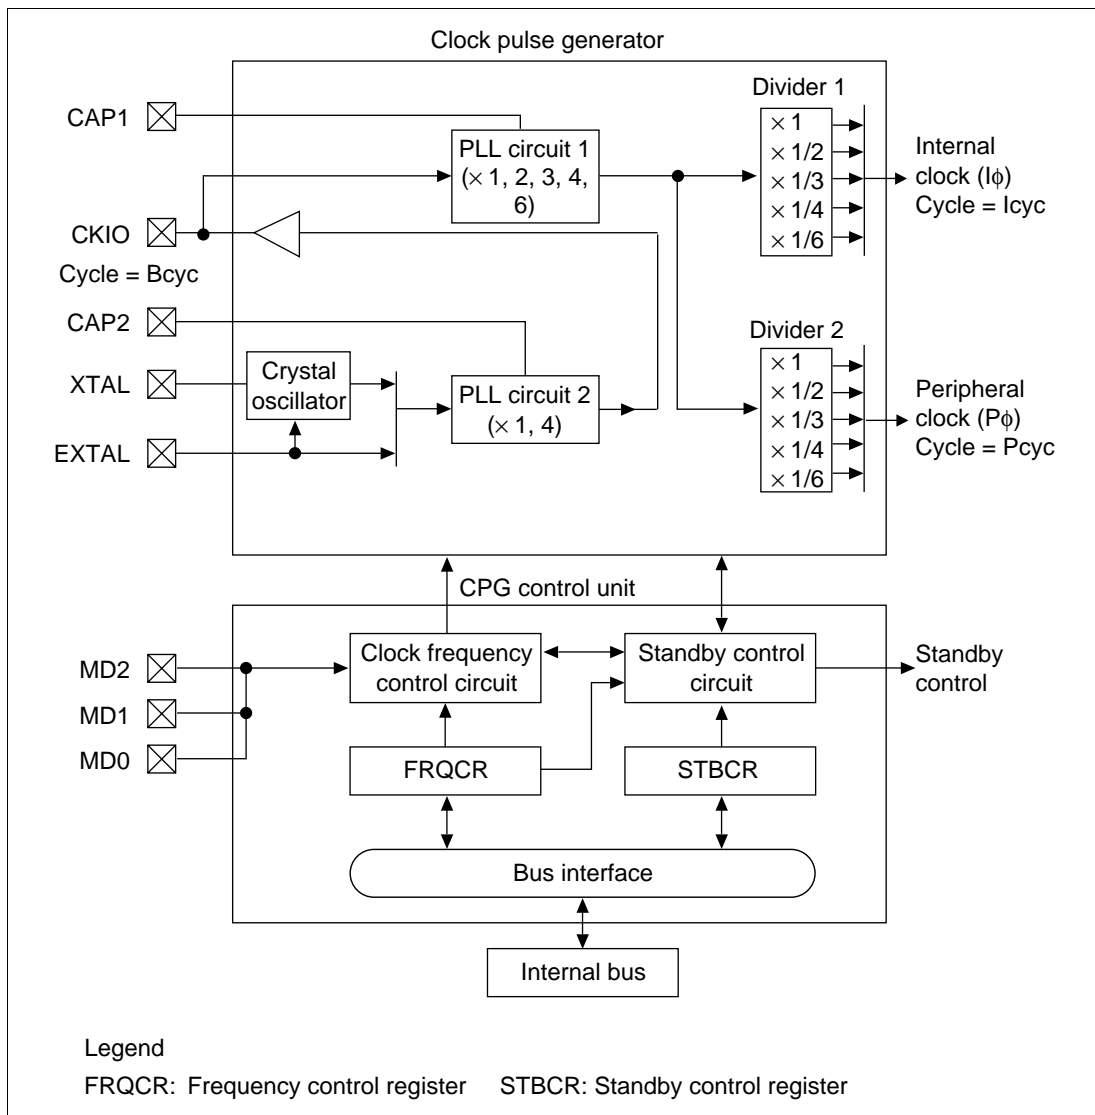 Clock pulse generator
CAP1
CKIO
Cycle = Bcyc
CAP2
XTAL
EXTAL
PLL circuit 1
(× 1, 2, 3, 4,
6)
Crystal
oscillator
PLL circuit 2
(× 1, 4)
Divider 1
× 1
× 1/2
× 1/3
× 1/4
× 1/6
Internal
clock (Iϕ)
Cycle = Icyc
Divider 2
× 1
× 1/2
× 1/3
× 1/4
× 1/6
Peripheral
clock (Pϕ)
Cycle = Pcyc
CPG control unit
MD2
MD1
MD0
Clock frequency
control circuit
Standby control
circuit
Standby
control
FRQCR
STBCR
Bus interface
Internal bus
Legend
FRQCR: Frequency control register STBCR: Standby control register